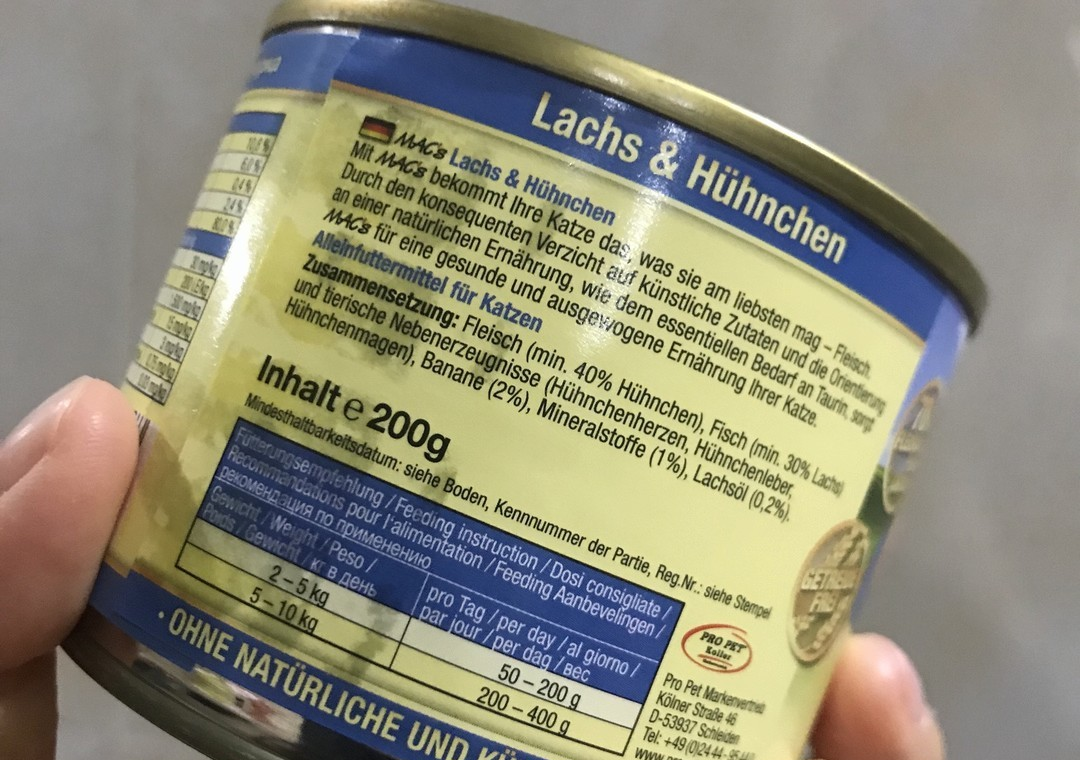 Lachs & Hühnchen
MAC's Lachs & Hühnchen
Mit MAC's bekommt Ihre Katze das, was sie am liebsten mag – Fleisch.
Durch den konsequenten Verzicht auf künstliche Zutaten und die Orientierung
an einer natürlichen Ernährung, wie dem essentiellen Bedarf an Taurin, sorgt
MAC's für eine gesunde und ausgewogene Ernährung Ihrer Katze.
Alleinfuttermittel für Katzen
Zusammensetzung: Fleisch (min. 40% Hühnchen), Fisch (min. 30% Lachs)
und tierische Nebenerzeugnisse (Hühnchenherzen, Hühnchenleber,
Hühnchenmagen), Banane (2%), Mineralstoffe (1%), Lachsöl (0,2%).
Inhalt e 200g
Mindesthaltbarkeitsdatum: siehe Boden, Kennnummer der Partie, Reg.Nr.: siehe Stempel
Fütterungsempfehlung / Feeding instruction / Dosi consigliate /
Recommandations pour l'alimentation / Feeding Aanbevelingen /
рекомендация по применению
Gewicht / Weight / Peso /
Poids / Gewicht / кг в день
pro Tag / per day / al giorno /
par jour / per dag / вес
2 – 5 kg
50 – 200 g
5 – 10 kg
200 – 400 g
PRO PET
Koller
Pro Pet Markenvertrieb
Kölner Straße 46
D-53937 Schleiden
Tel: +49 (0)2444-
• OHNE NATÜRLICHE UND
GETREIDE
FREI